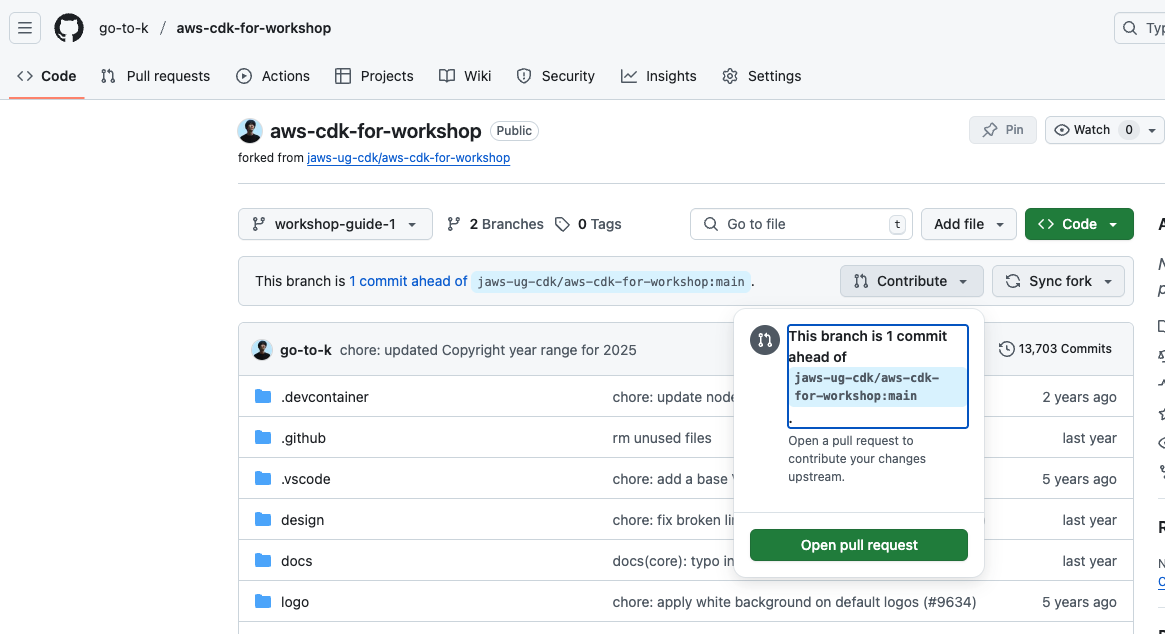 go-to-k / aws-cdk-for-workshop
Code Pull requests Actions Projects Wiki Security Insights Settings
aws-cdk-for-workshop Public
Pin Watch 0
forked from jaws-ug-cdk/aws-cdk-for-workshop
workshop-guide-1 2 Branches 0 Tags Go to file t Add file Code
This branch is 1 commit ahead of jaws-ug-cdk/aws-cdk-for-workshop:main.
Contribute Sync fork
This branch is 1 commit
ahead of
jaws-ug-cdk/aws-cdk-
for-workshop:main
.
Open a pull request to
contribute your changes
upstream.
Open pull request
go-to-k chore: updated Copyright year range for 2025 13,703 Commits
.devcontainer chore: update 2 years ago
.github rm unused files last year
.vscode chore: add a base 5 years ago
design chore: fix broken last year
docs docs(core): typo in last year
logo chore: apply white background on default logos (#9634) 5 years ago